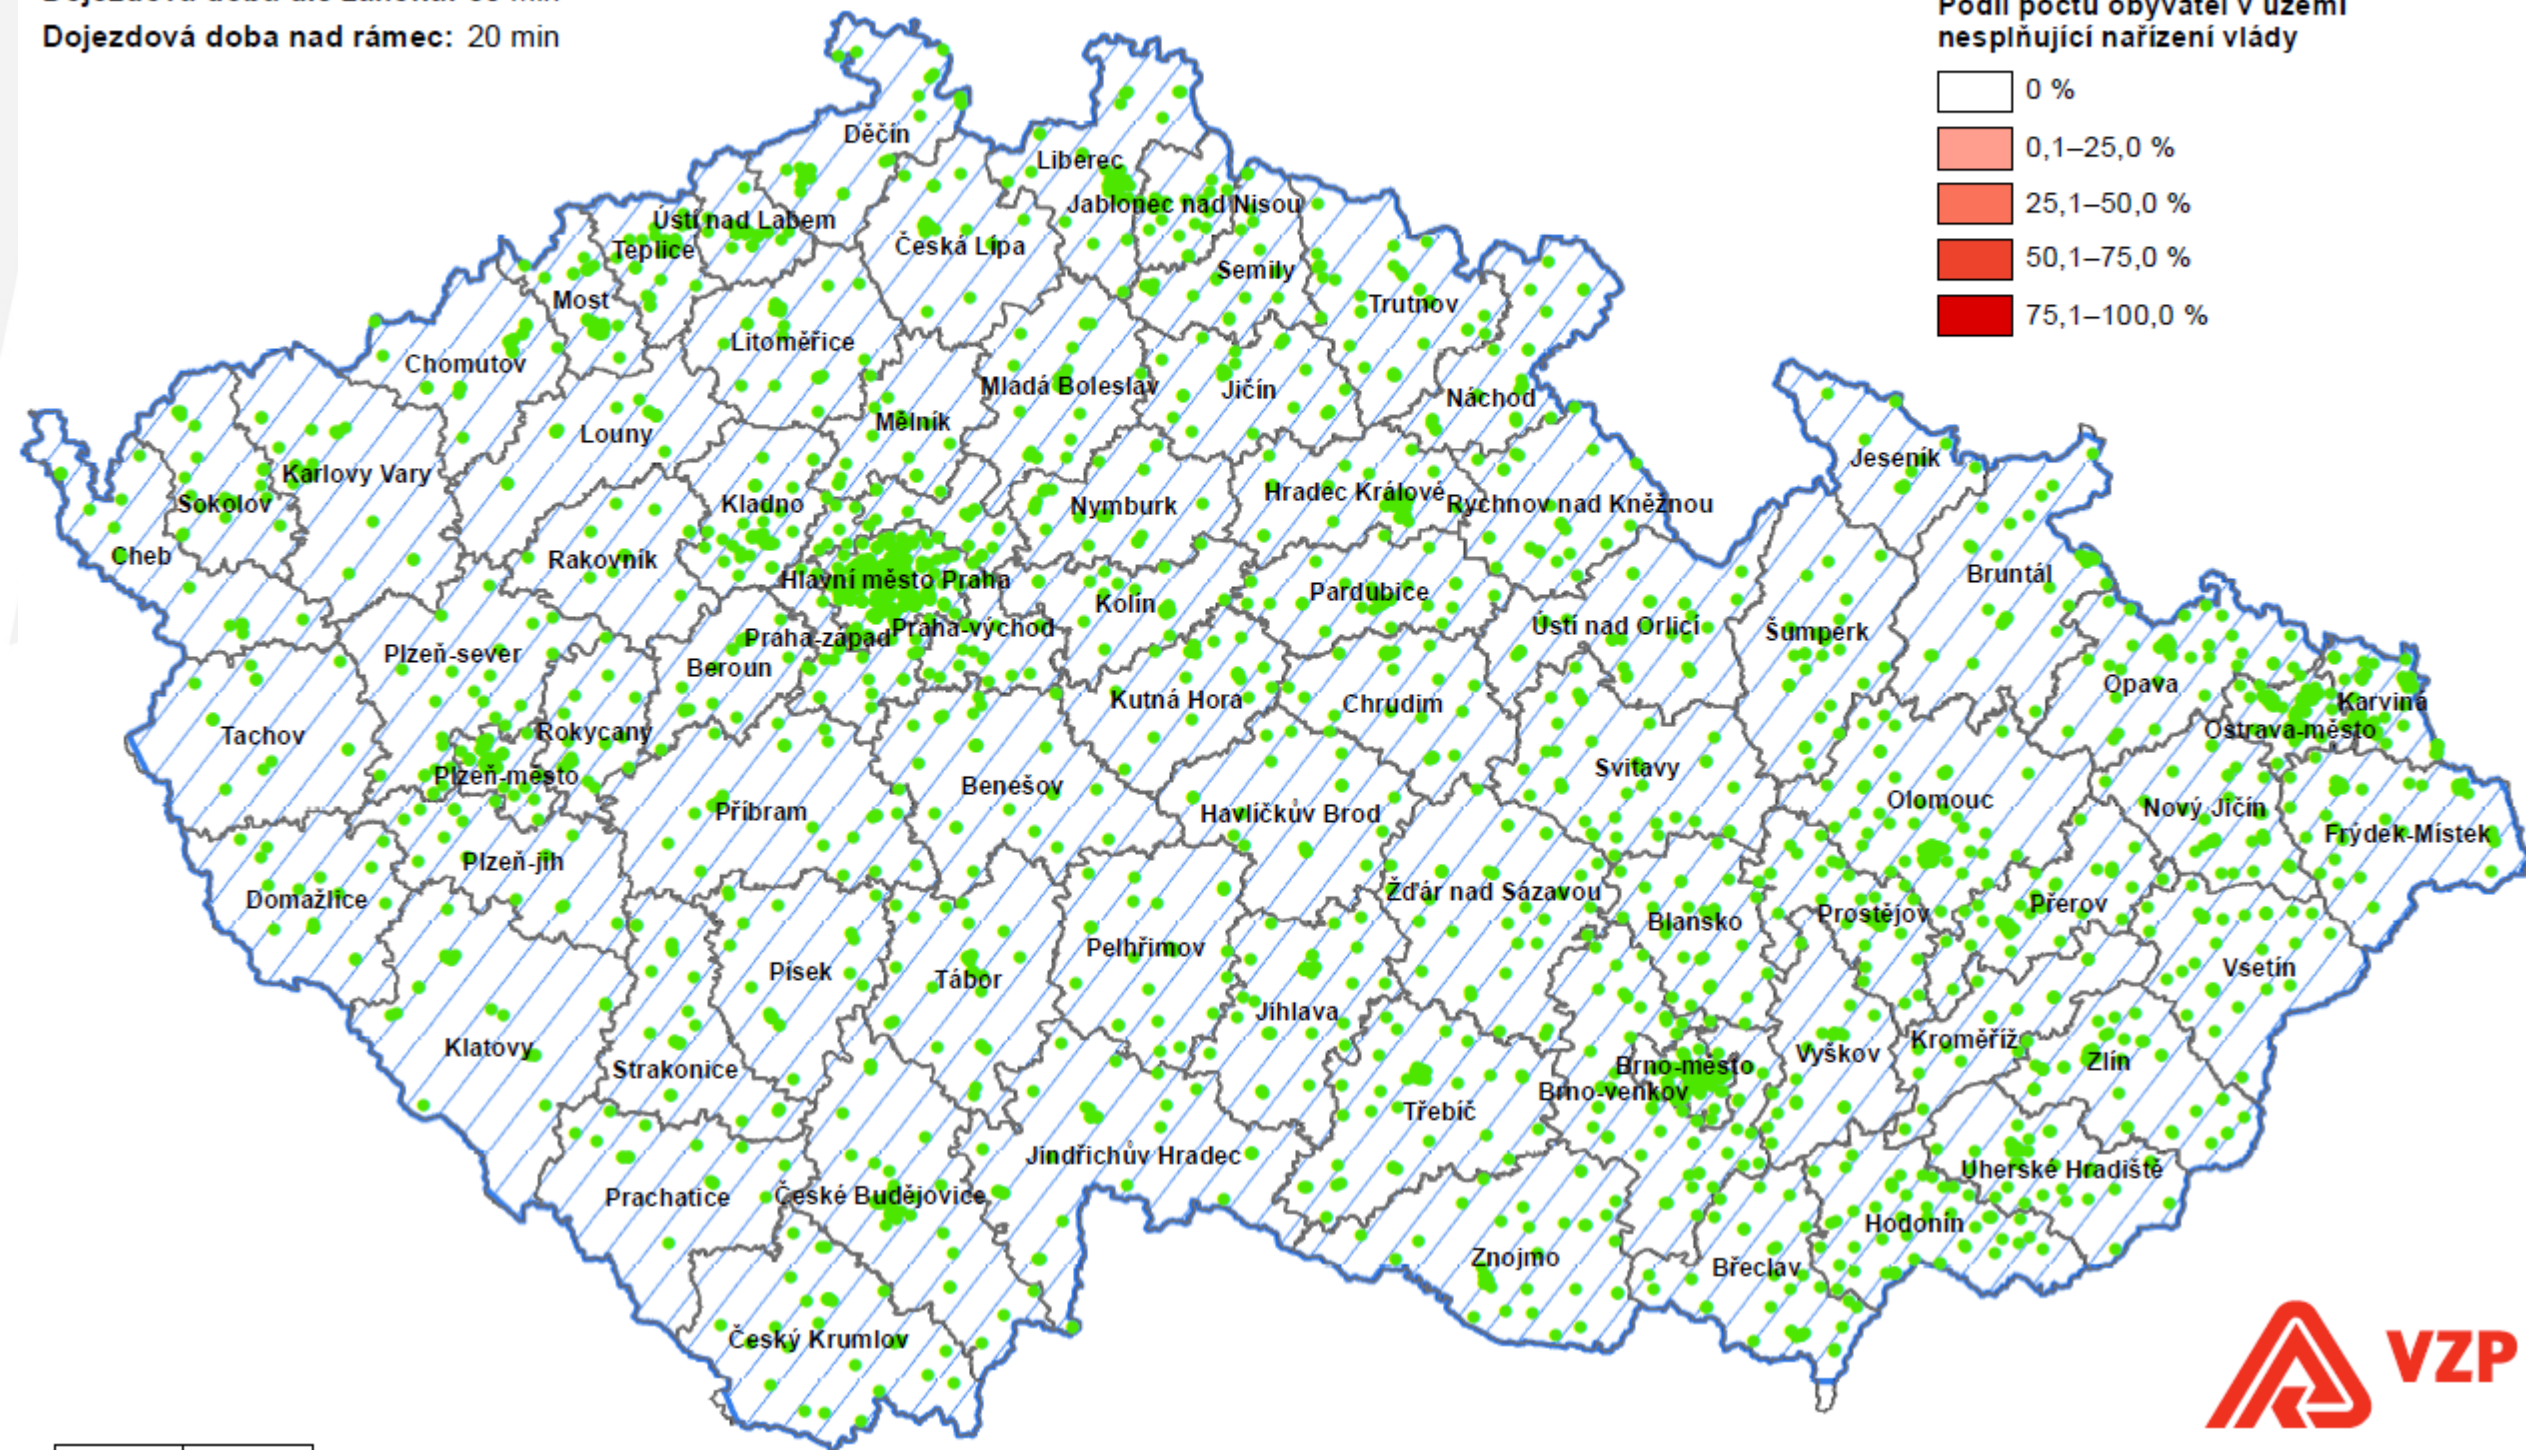 Dojezdová doba nad rámec: 20 min
Podíl počtu obyvatel v území
nesplňující nařízení vlády
0 %
0,1–25,0 %
25,1–50,0 %
50,1–75,0 %
75,1–100,0 %
Děčín
Liberec
Jablonec nad Nisou
Ústí nad Labem
Teplice
Česká Lípa
Semily
Most
Trutnov
Litoměřice
Chomutov
Mladá Boleslav
Jičín
Náchod
Mělník
Louny
Jeseník
Karlovy Vary
Sokolov
Kladno
Nymburk
Hradec Králové
Rychnov nad Kněžnou
Cheb
Rakovník
Hlavní město Praha
Kolín
Pardubice
Bruntál
Praha-západ
Praha-východ
Ústí nad Orlicí
Šumperk
Plzeň-sever
Beroun
Kutná Hora
Chrudim
Opava
Karviná
Tachov
Rokycany
Ostrava-město
Plzeň-město
Benešov
Svitavy
Příbram
Havlíčkův Brod
Olomouc
Nový Jičín
Frýdek-Místek
Plzeň-jih
Domažlice
Žďár nad Sázavou
Blansko
Prostějov
Přerov
Pelhřimov
Písek
Tábor
Vsetín
Jihlava
Klatovy
Strakonice
Brno-město
Brno-venkov
Vyškov
Kroměříž
Zlín
Třebíč
Jindřichův Hradec
Uherské Hradiště
Prachatice
České Budějovice
Hodonín
Znojmo
Břeclav
Český Krumlov
VZP